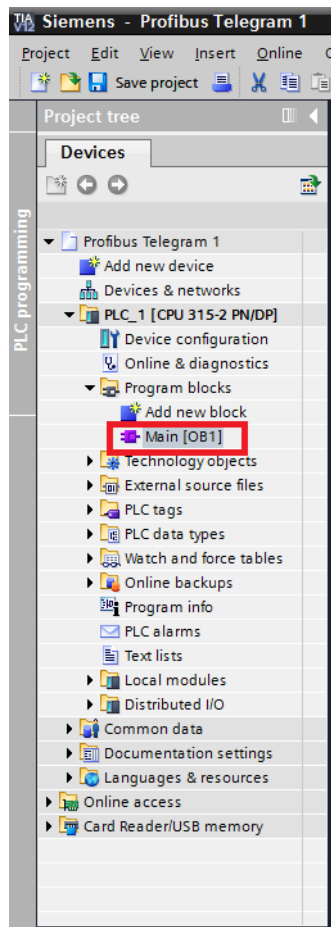 TIA V12 Siemens - Profibus Telegram 1
Project Edit View Insert Online
Save project
Project tree
Devices
PLC programming
Profibus Telegram 1
Add new device
Devices & networks
PLC_1 [CPU 315-2 PN/DP]
Device configuration
Online & diagnostics
Program blocks
Add new block
Main [OB1]
Technology objects
External source files
PLC tags
PLC data types
Watch and force tables
Online backups
Program info
PLC alarms
Text lists
Local modules
Distributed I/O
Common data
Documentation settings
Languages & resources
Online access
Card Reader/USB memory